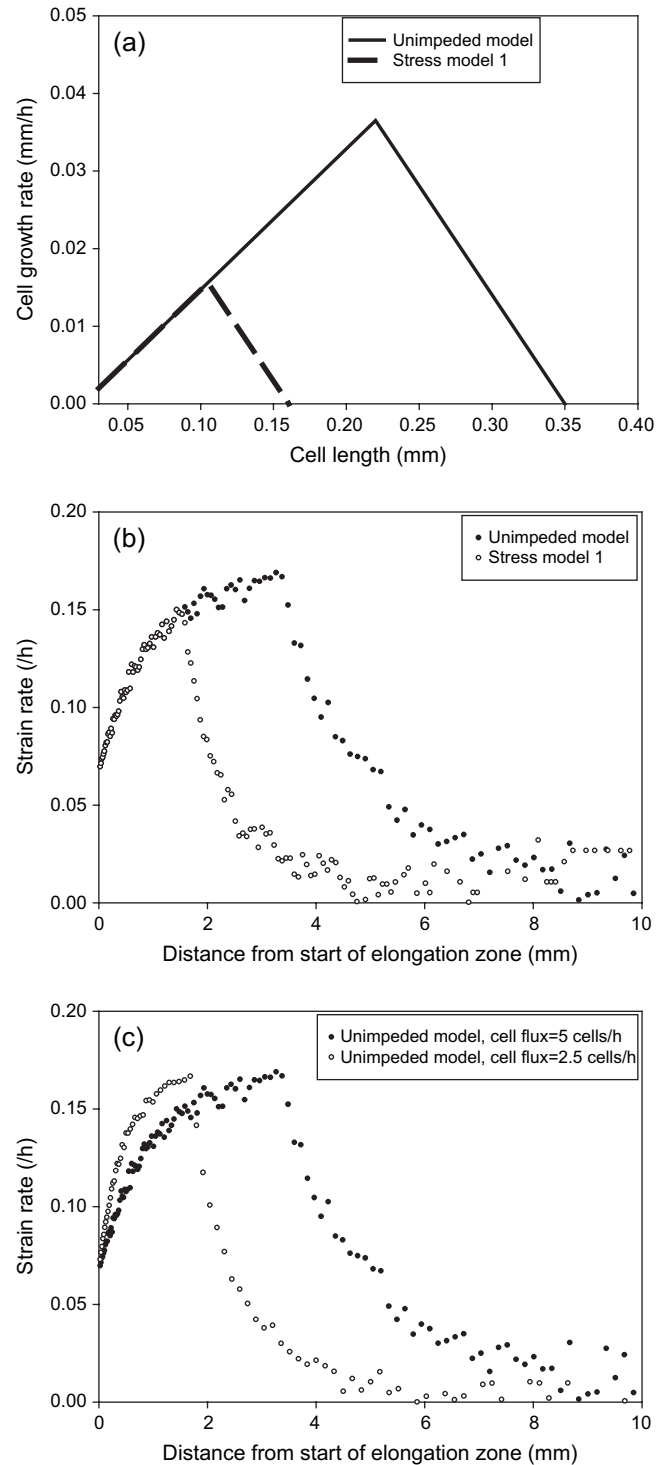 (a)
Unimpeded model
Stress model 1
0.05
0.04
0.03
0.02
0.01
0.00
Cell growth rate (mm/h)
0.05 0.10 0.15 0.20 0.25 0.30 0.35 0.40
Cell length (mm)
(b)
Unimpeded model
Stress model 1
0.20
0.15
0.10
0.05
0.00
Strain rate (/h)
0 2 4 6 8 10
Distance from start of elongation zone (mm)
(c)
Unimpeded model, cell flux=5 cells/h
Unimpeded model, cell flux=2.5 cells/h
0.20
0.15
0.10
0.05
0.00
Strain rate (/h)
0 2 4 6 8 10
Distance from start of elongation zone (mm)